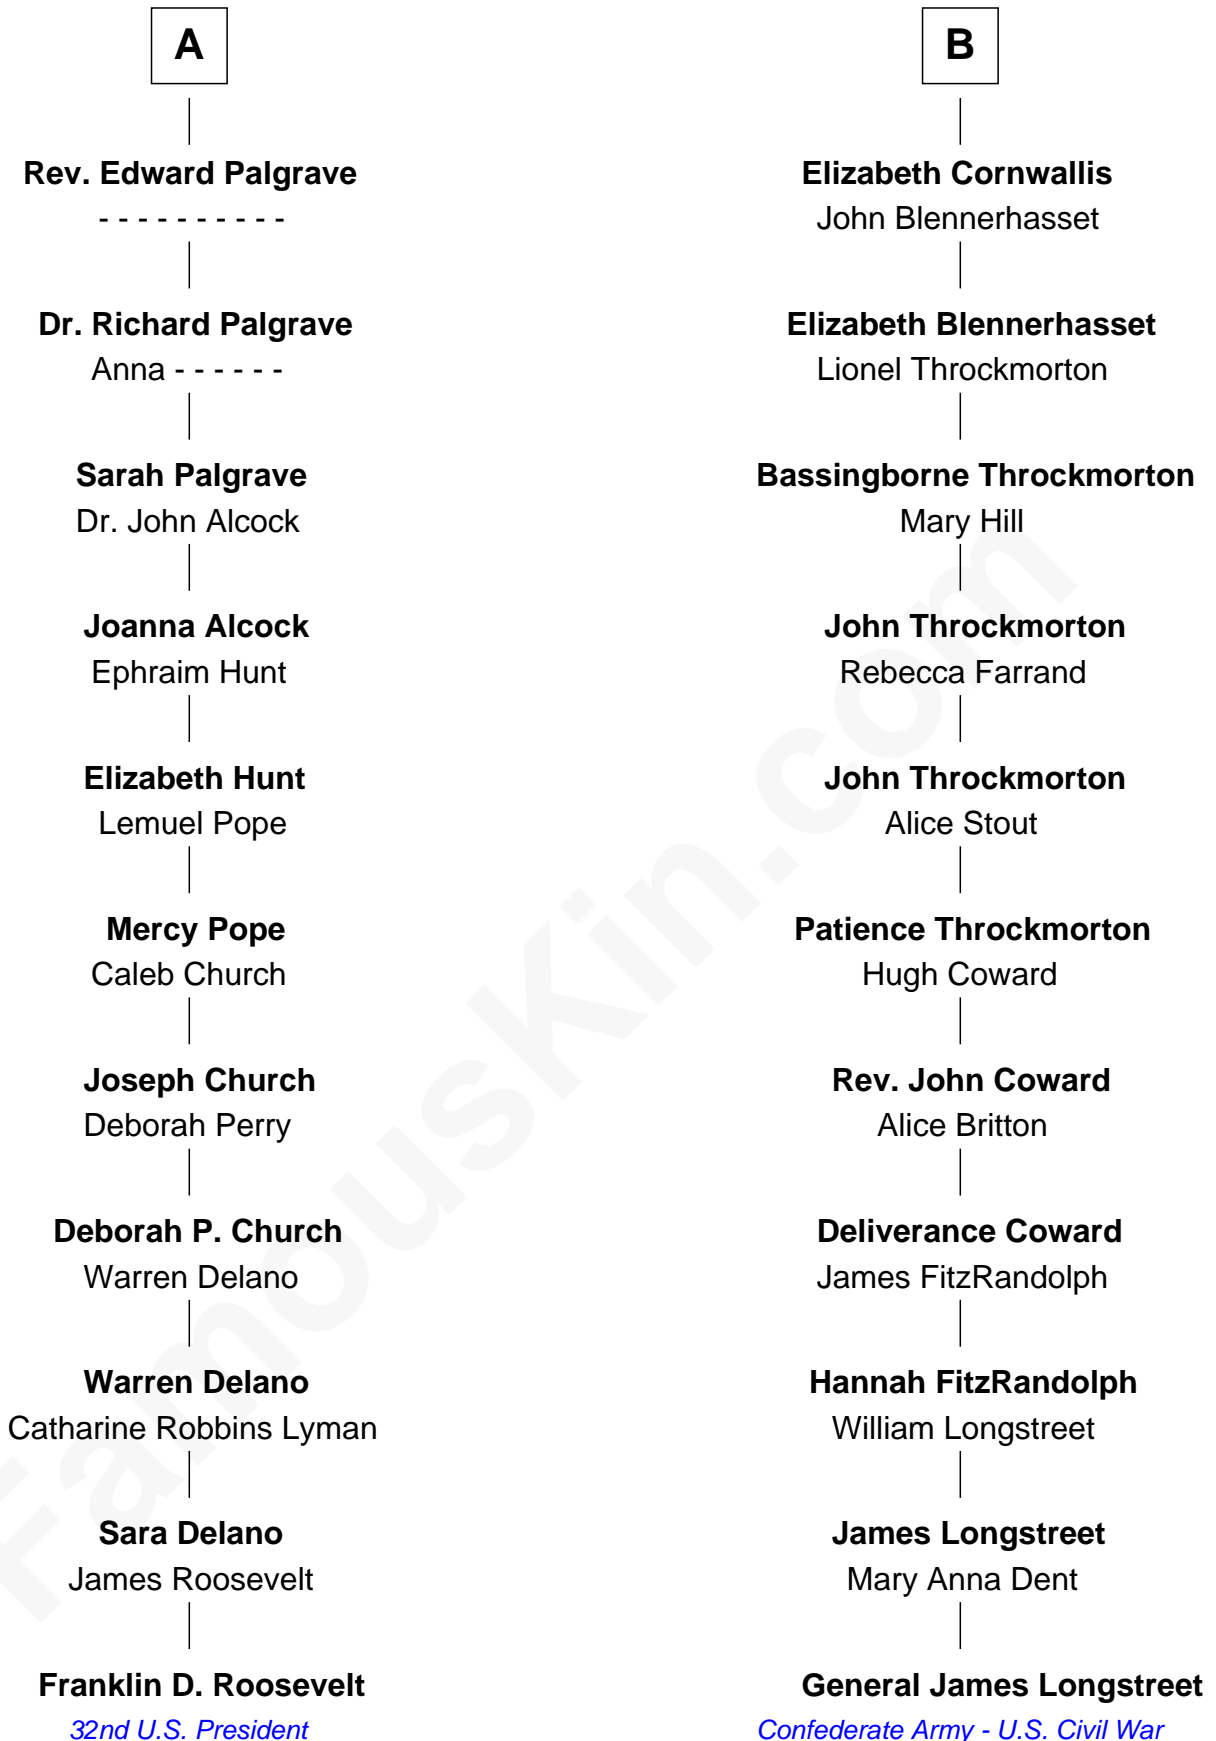 A
Rev. Edward Palgrave
- - - - - - - - - -
Dr. Richard Palgrave
Anna - - - - - -
Sarah Palgrave
Dr. John Alcock
Joanna Alcock
Ephraim Hunt
Elizabeth Hunt
Lemuel Pope
Mercy Pope
Caleb Church
Joseph Church
Deborah Perry
Deborah P. Church
Warren Delano
Warren Delano
Catharine Robbins Lyman
Sara Delano
James Roosevelt
Franklin D. Roosevelt
32nd U.S. President
B
Elizabeth Cornwallis
John Blennerhasset
Elizabeth Blennerhasset
Lionel Throckmorton
Bassingborne Throckmorton
Mary Hill
John Throckmorton
Rebecca Farrand
John Throckmorton
Alice Stout
Patience Throckmorton
Hugh Coward
Rev. John Coward
Alice Britton
Deliverance Coward
James FitzRandolph
Hannah FitzRandolph
William Longstreet
James Longstreet
Mary Anna Dent
General James Longstreet
Confederate Army - U.S. Civil War
FamousKin.com